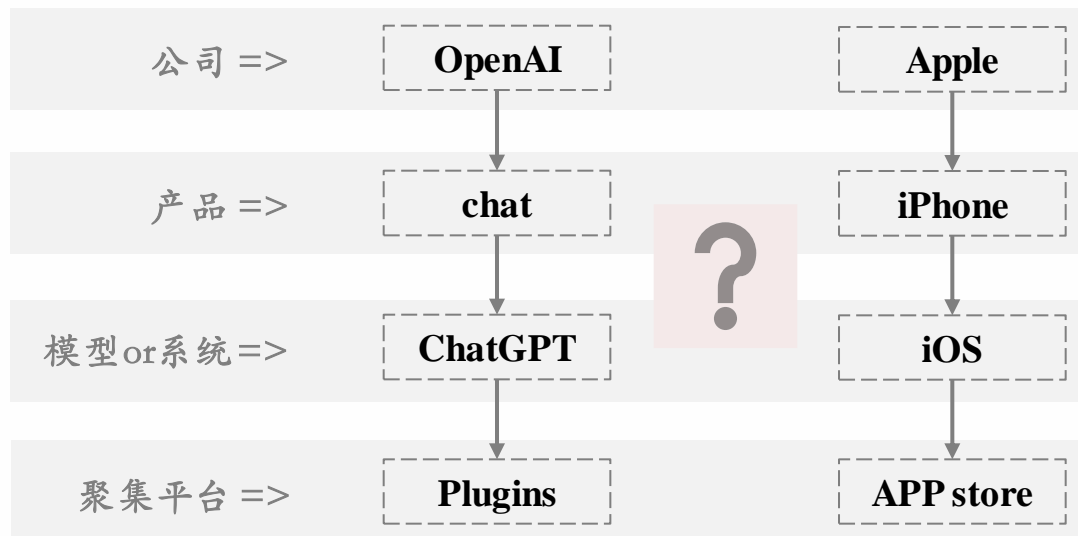 公司 => OpenAI Apple
产品 => chat iPhone
?
模型or系统=> ChatGPT iOS
聚集平台 => Plugins APP store